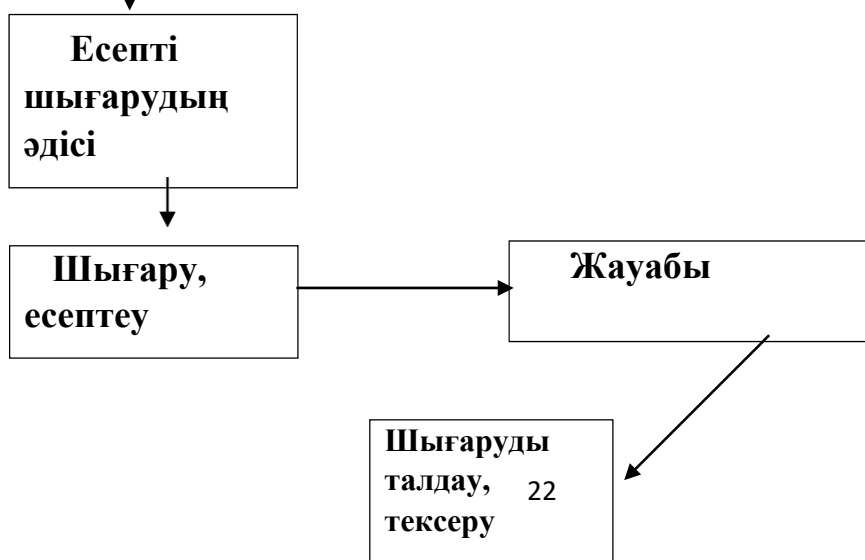 Есепті
шығарудың
әдісі
Шығару,
есептеу
Жауабы
Шығаруды
талдау,
тексеру
22